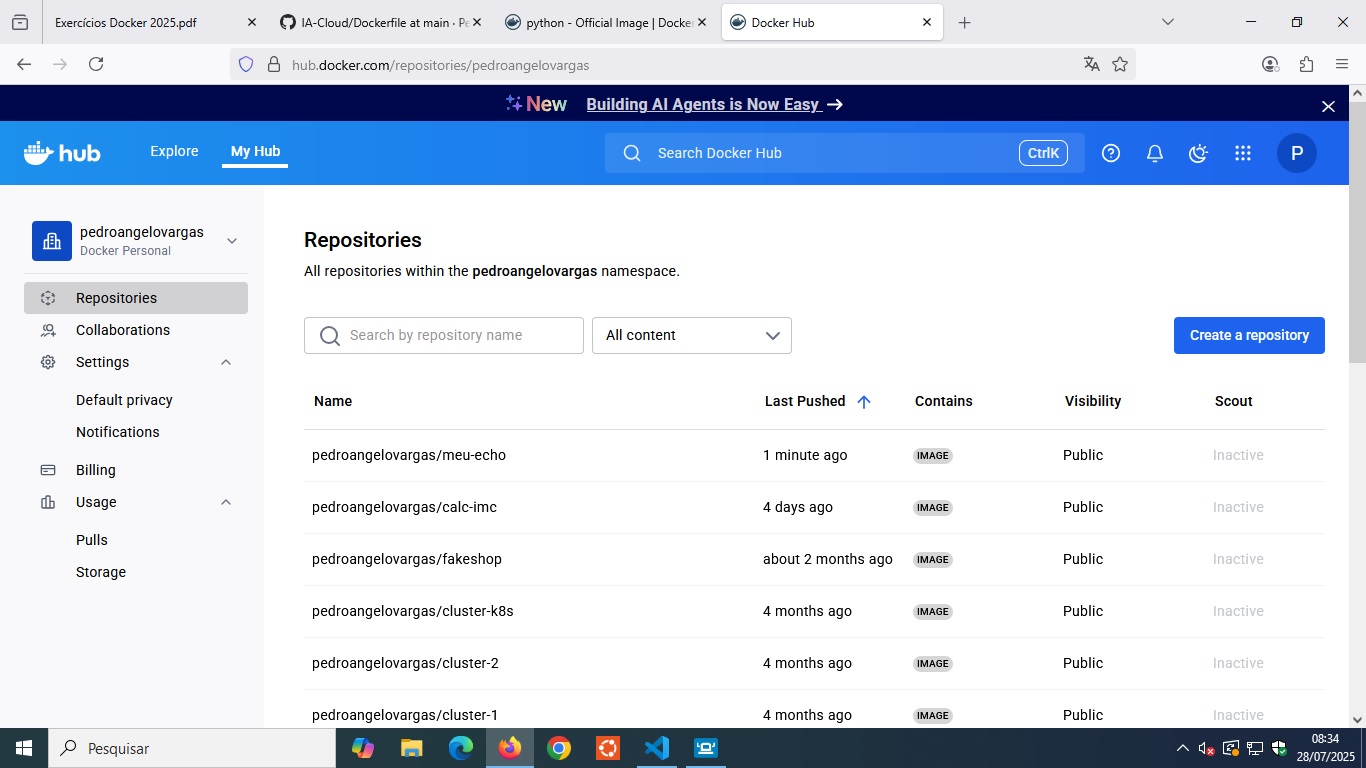 Exercícios Docker 2025.pdf
IA-Cloud/Dockerfile at main · Pe
python - Official Image | Docker
Docker Hub
hub.docker.com/repositories/pedroangelovargas
New Building AI Agents is Now Easy →
hub
Explore
My Hub
Search Docker Hub
CtrlK
P
pedroangelovargas
Docker Personal
Repositories
Collaborations
Settings
Default privacy
Notifications
Billing
Usage
Pulls
Storage
Repositories
All repositories within the pedroangelovargas namespace.
Search by repository name
All content
Create a repository
Name Last Pushed Contains Visibility Scout
pedroangelovargas/meu-echo 1 minute ago IMAGE Public Inactive
pedroangelovargas/calc-imc 4 days ago IMAGE Public Inactive
pedroangelovargas/fakeshop about 2 months ago IMAGE Public Inactive
pedroangelovargas/cluster-k8s 4 months ago IMAGE Public Inactive
pedroangelovargas/cluster-2 4 months ago IMAGE Public Inactive
pedroangelovargas/cluster-1 4 months ago IMAGE Public Inactive
Pesquisar
08:34
28/07/2025